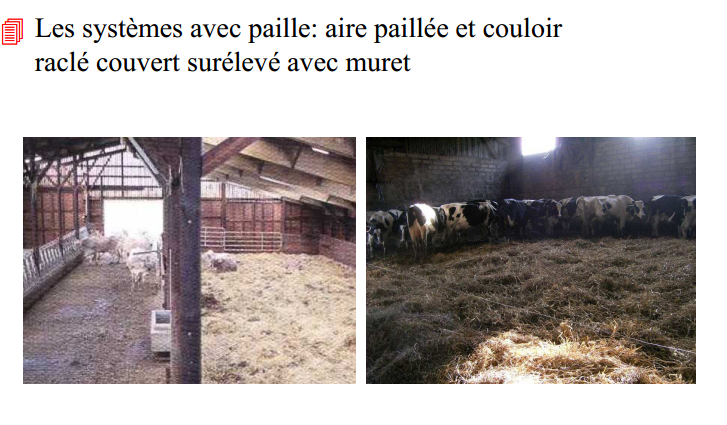 Les systèmes avec paille: aire paillée et couloir
raclé couvert surélevé avec muret